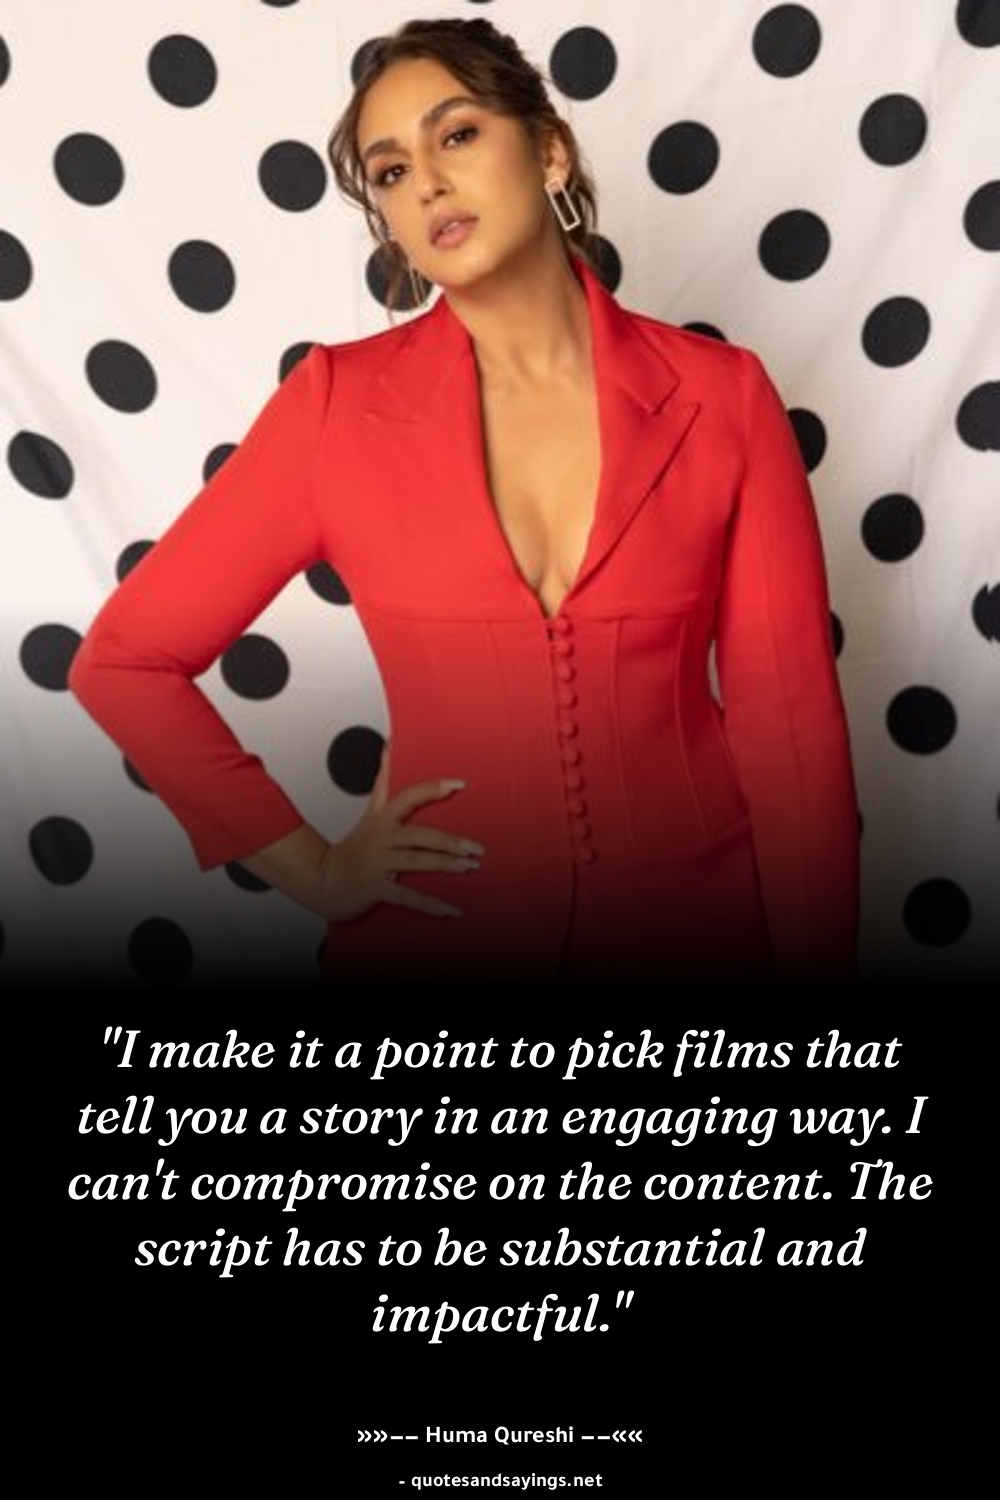 "I make it a point to pick films that
tell you a story in an engaging way. I
can't compromise on the content. The
script has to be substantial and
impactful."
»»−− Huma Qureshi −−««
- quotesandsayings.net